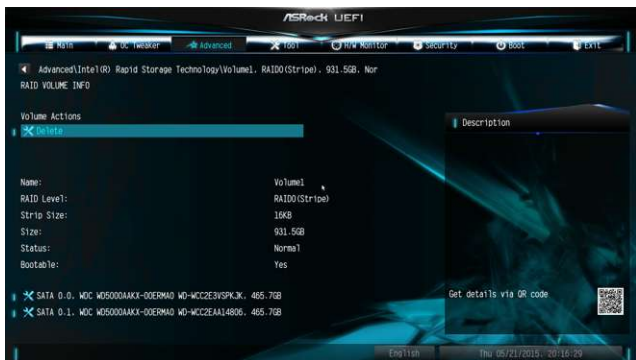 ASRock UEFI
Main OC Tweaker Advanced Tool H/W Monitor Security Boot Exit
Advanced\Intel(R) Rapid Storage Technology\Volume1. RAID0(Stripe). 931.5GB. Nor
RAID VOLUME INFO
Volume Actions
Delete
Description
Name: Volume1
RAID Level: RAID0(Stripe)
Strip Size: 16KB
Size: 931.5GB
Status: Normal
Bootable: Yes
SATA 0.0. WDC WD5000AAKX-00ERMA0 WD-WCC2E3VSPKJK. 465.7GB
SATA 0.1. WDC WD5000AAKX-00ERMA0 WD-WCC2EAA14806. 465.7GB
Get details via QR code
English Thu 05/21/2015. 20:16:29